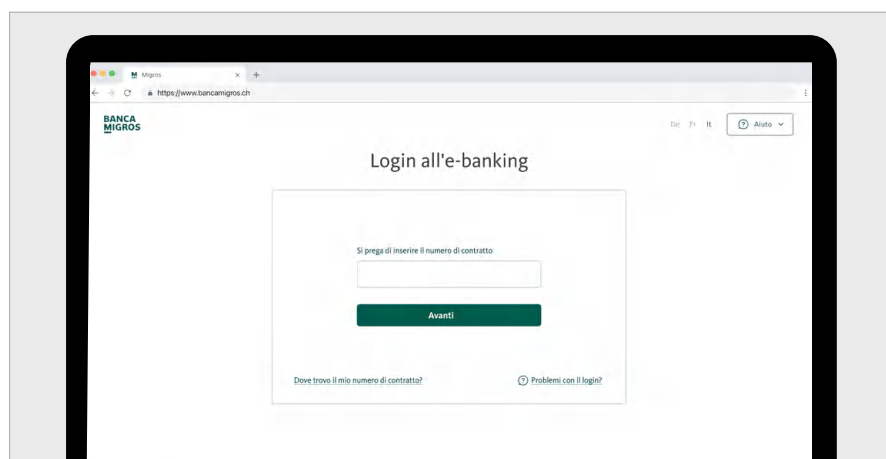 Migros
https://www.bancamigros.ch
BANCA
MIGROS
De Fr It
Aiuto
Login all'e-banking
Si prega di inserire il numero di contratto
Avanti
Dove trovo il mio numero di contratto?
Problemi con il login?